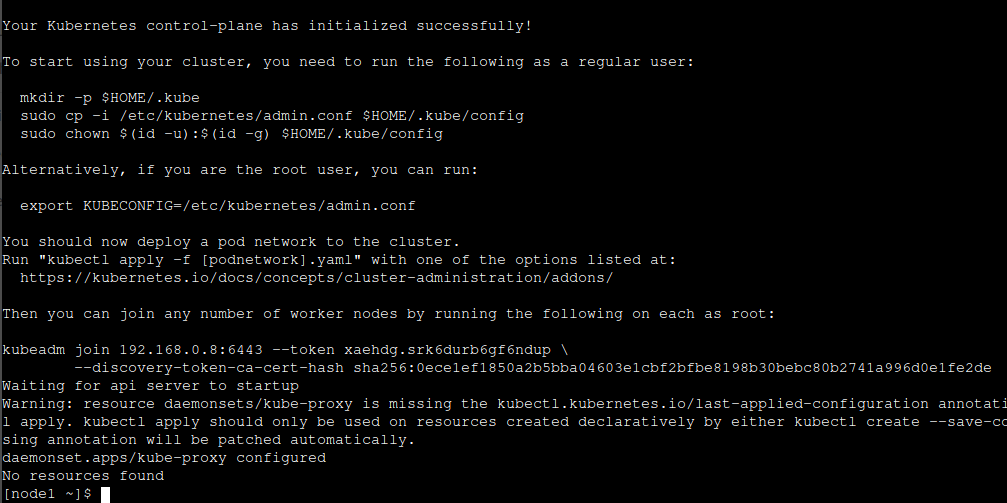 Your Kubernetes control-plane has initialized successfully!
To start using your cluster, you need to run the following as a regular user:
mkdir -p $HOME/.kube
sudo cp -i /etc/kubernetes/admin.conf $HOME/.kube/config
sudo chown $(id -u):$(id -g) $HOME/.kube/config
Alternatively, if you are the root user, you can run:
export KUBECONFIG=/etc/kubernetes/admin.conf
You should now deploy a pod network to the cluster.
Run "kubectl apply -f [podnetwork].yaml" with one of the options listed at:
https://kubernetes.io/docs/concepts/cluster-administration/addons/
Then you can join any number of worker nodes by running the following on each as root:
kubeadm join 192.168.0.8:6443 --token xaehdg.srk6durb6gf6ndup \
--discovery-token-ca-cert-hash sha256:0ece1ef1850a2b5bba04603e1cbf2bfbe8198b30bebc80b2741a996d0e1fe2de
Waiting for api server to startup
Warning: resource daemonsets/kube-proxy is missing the kubectl.kubernetes.io/last-applied-configuration annotati
l apply. kubectl apply should only be used on resources created declaratively by either kubectl create --save-co
sing annotation will be patched automatically.
daemonset.apps/kube-proxy configured
No resources found
[node1 ~]$